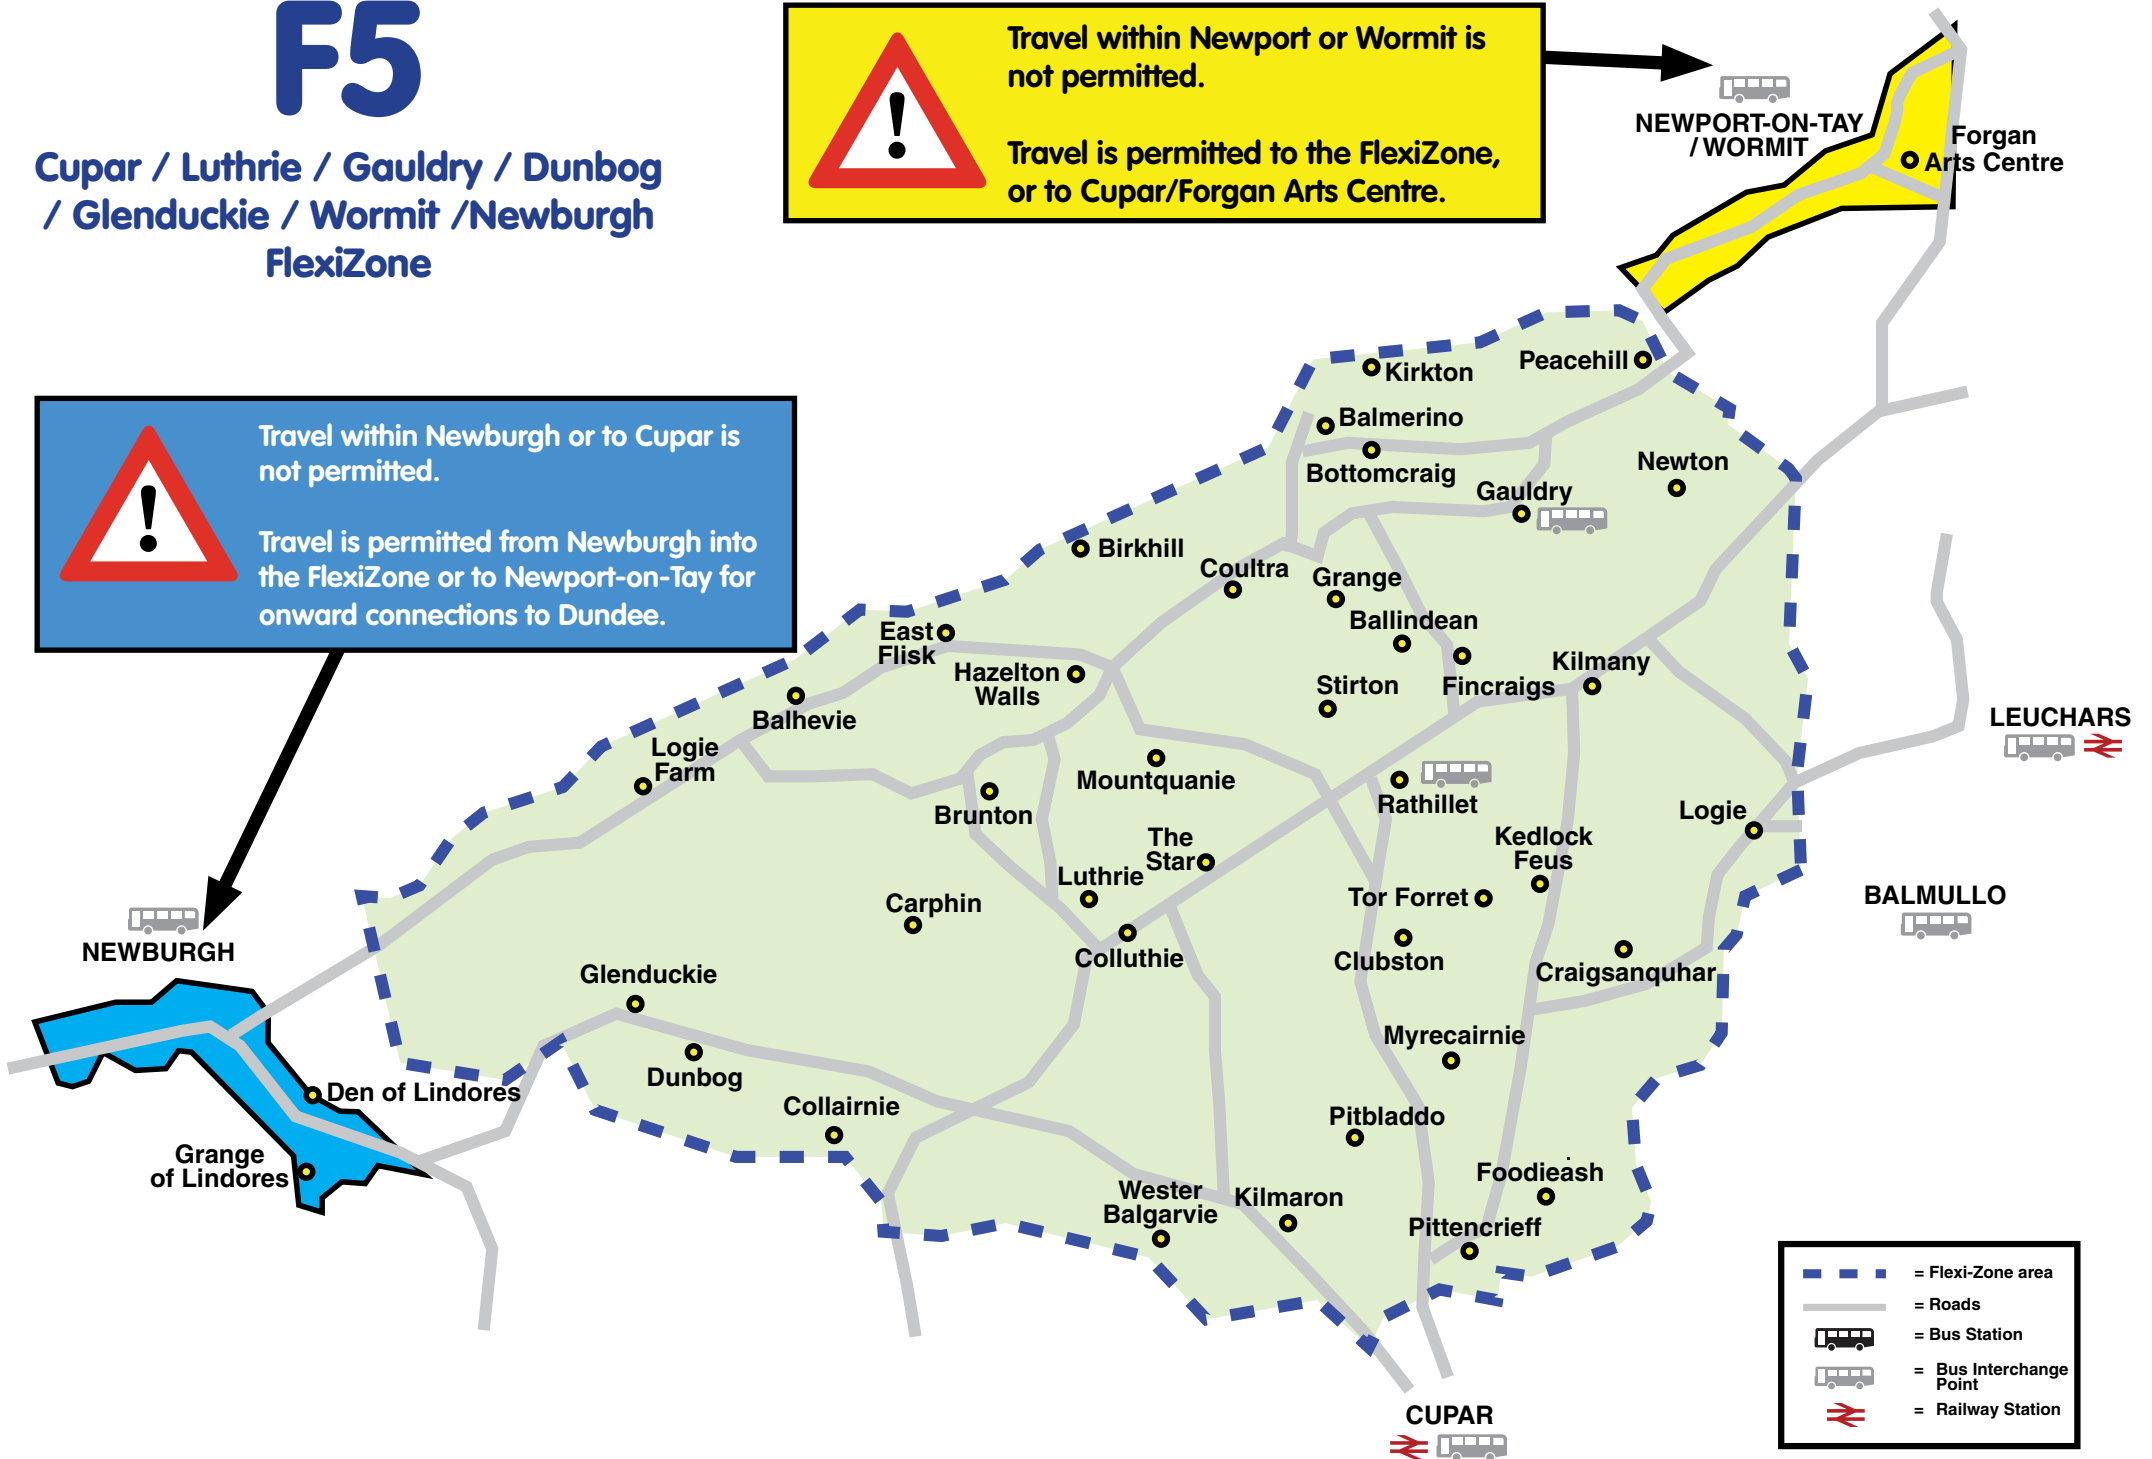 F5
Cupar / Luthrie / Gauldry / Dunbog
/ Glenduckie / Wormit /Newburgh
FlexiZone
Travel within Newport or Wormit is
not permitted.
Travel is permitted to the FlexiZone,
or to Cupar/Forgan Arts Centre.
NEWPORT-ON-TAY
/ WORMIT
Forgan
Arts Centre
Travel within Newburgh or to Cupar is
not permitted.
Travel is permitted from Newburgh into
the FlexiZone or to Newport-on-Tay for
onward connections to Dundee.
Kirkton
Peacehill
Balmerino
Bottomcraig
Newton
Gauldry
Birkhill
Coultra
Grange
Ballindean
East
Flisk
Hazelton
Walls
Stirton
Fincraigs
Kilmany
Balhevie
Logie
Farm
Mountquanie
Rathillet
LEUCHARS
Brunton
Logie
The
Star
Kedlock
Feus
Luthrie
Tor Forret
BALMULLO
Carphin
Colluthie
Clubston
Craigsanquhar
NEWBURGH
Glenduckie
Myrecairnie
Dunbog
Den of Lindores
Collairnie
Pitbladdo
Grange
of Lindores
Foodieash
Wester
Balgarvie
Kilmaron
Pittencrieff
CUPAR
= Flexi-Zone area
= Roads
= Bus Station
= Bus Interchange
Point
= Railway Station